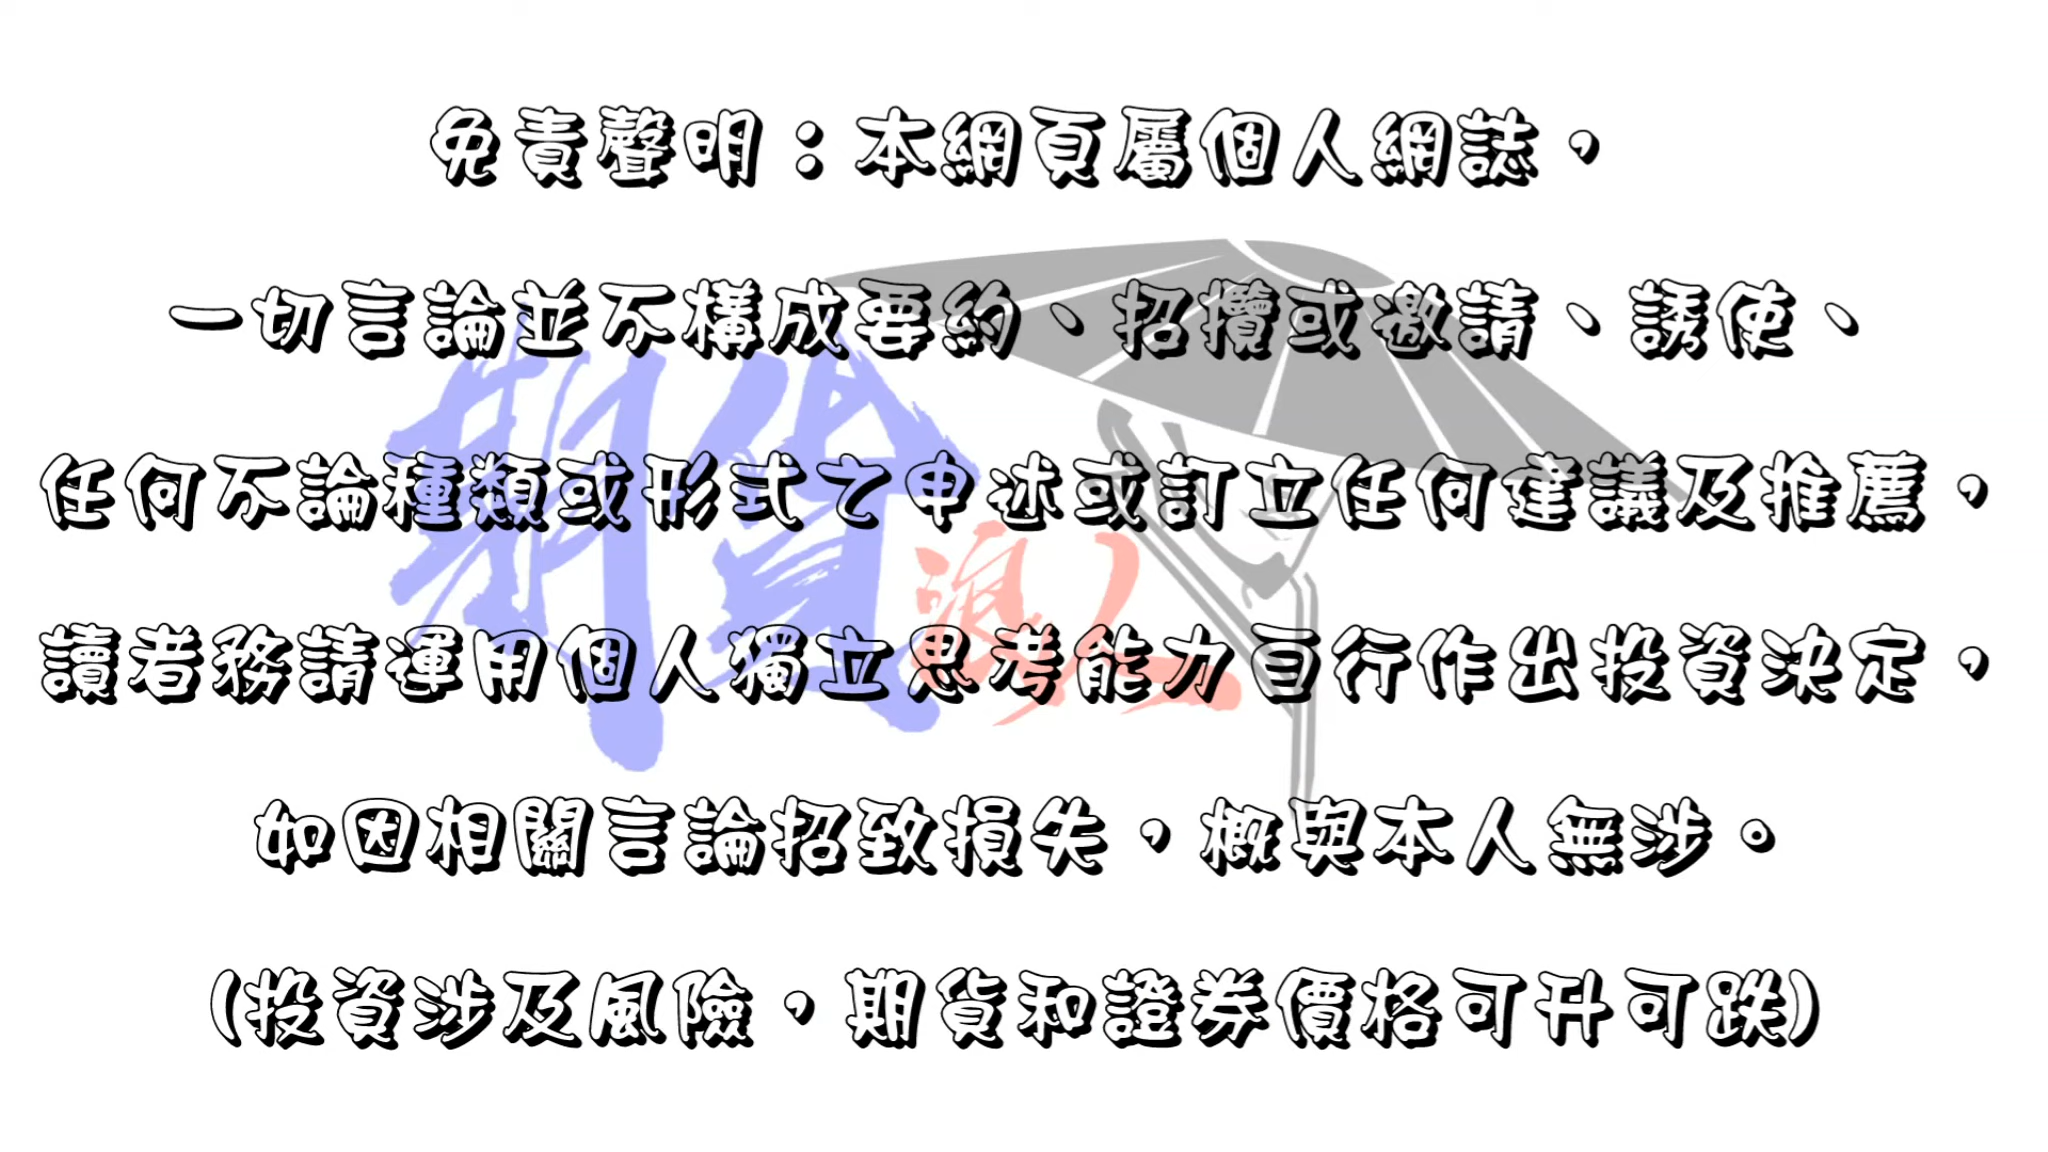 免責聲明：本網頁屬個人網誌，
一切言論並不構成要約、招攬或邀請、誘使、
任何不論種類或形式之申述或訂立任何建議及推薦，
讀者務請運用個人獨立思考能力自行作出投資決定，
如因相關言論招致損失，概與本人無涉。
(投資涉及風險，期貨和證券價格可升可跌)
期貨
浪人